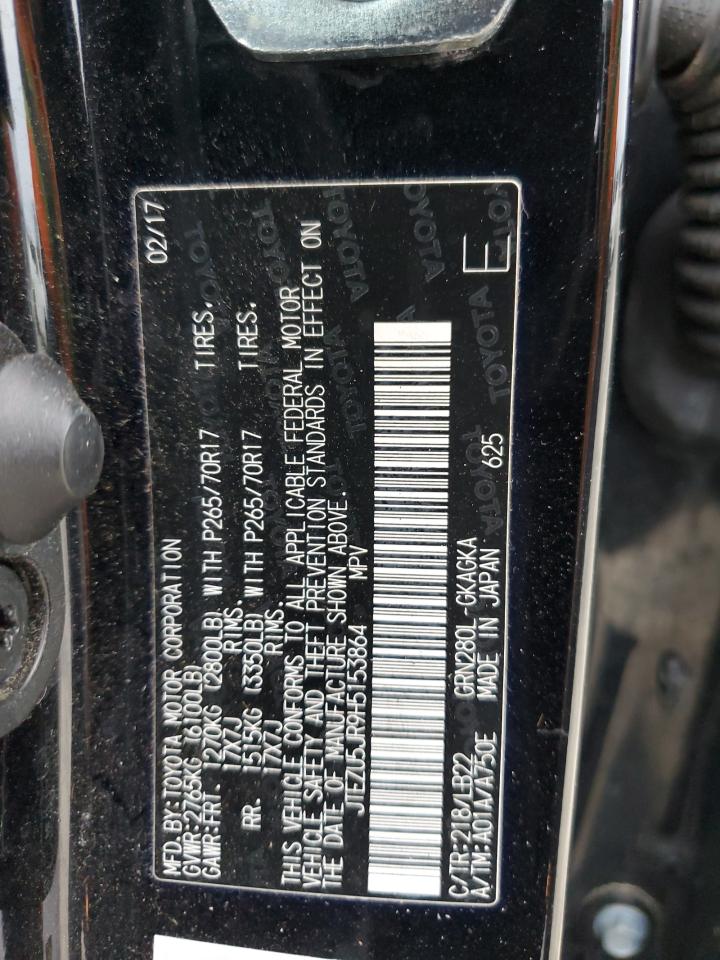 MFD. BY: TOYOTA MOTOR CORPORATION 02/17
GVWR: 2765KG (6100LB)
GAWR: FRT. 1270KG (2800LB) WITH P265/70R17 TIRES.
17X7J RIMS.
RR. 1515KG (3350LB) WITH P265/70R17 TIRES.
17X7J RIMS.
THIS VEHICLE CONFORMS TO ALL APPLICABLE FEDERAL MOTOR
VEHICLE SAFETY AND THEFT PREVENTION STANDARDS IN EFFECT ON
THE DATE OF MANUFACTURE SHOWN ABOVE.
JTEZU5JR9H5153864 MPV
C/TR: 218/LB22 GRN280L-GKAGKA
A/TM: A01A/A750E MADE IN JAPAN 625
E
TOYOTA